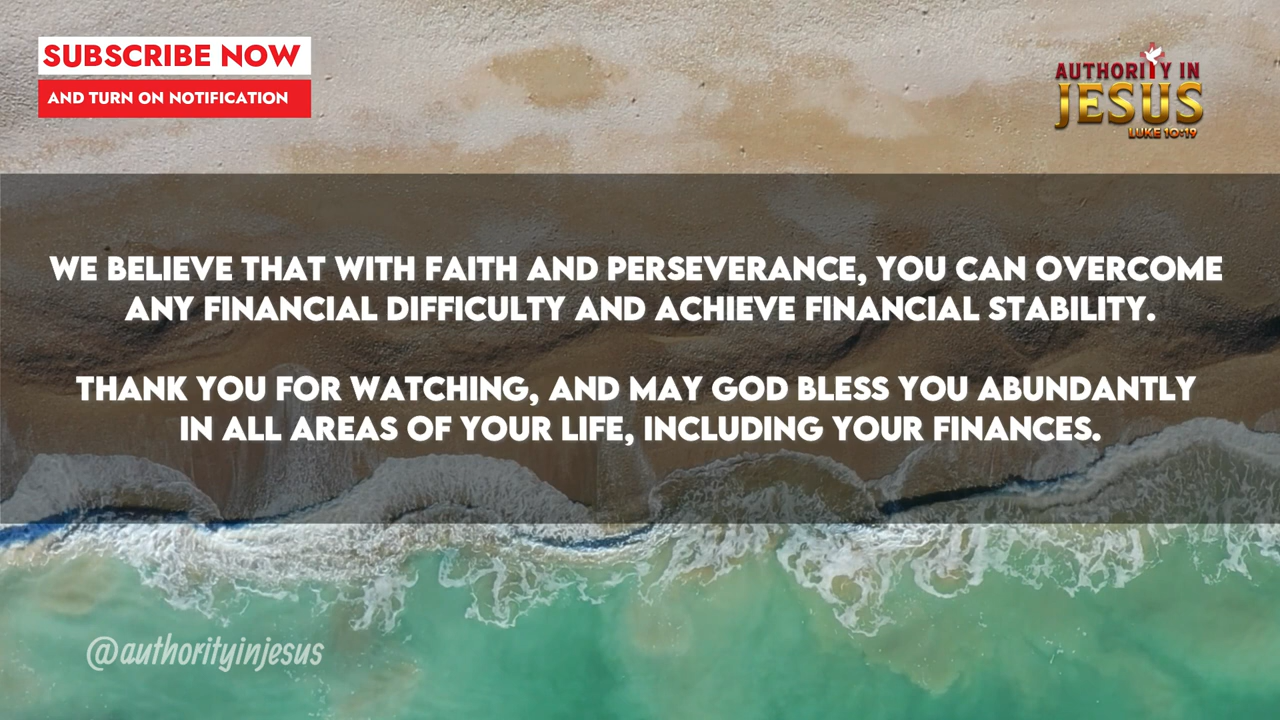 SUBSCRIBE NOW
AND TURN ON NOTIFICATION
AUTHORITY IN
JESUS
LUKE 10:19
WE BELIEVE THAT WITH FAITH AND PERSEVERANCE, YOU CAN OVERCOME
ANY FINANCIAL DIFFICULTY AND ACHIEVE FINANCIAL STABILITY.
THANK YOU FOR WATCHING, AND MAY GOD BLESS YOU ABUNDANTLY
IN ALL AREAS OF YOUR LIFE, INCLUDING YOUR FINANCES.
@authorityinjesus